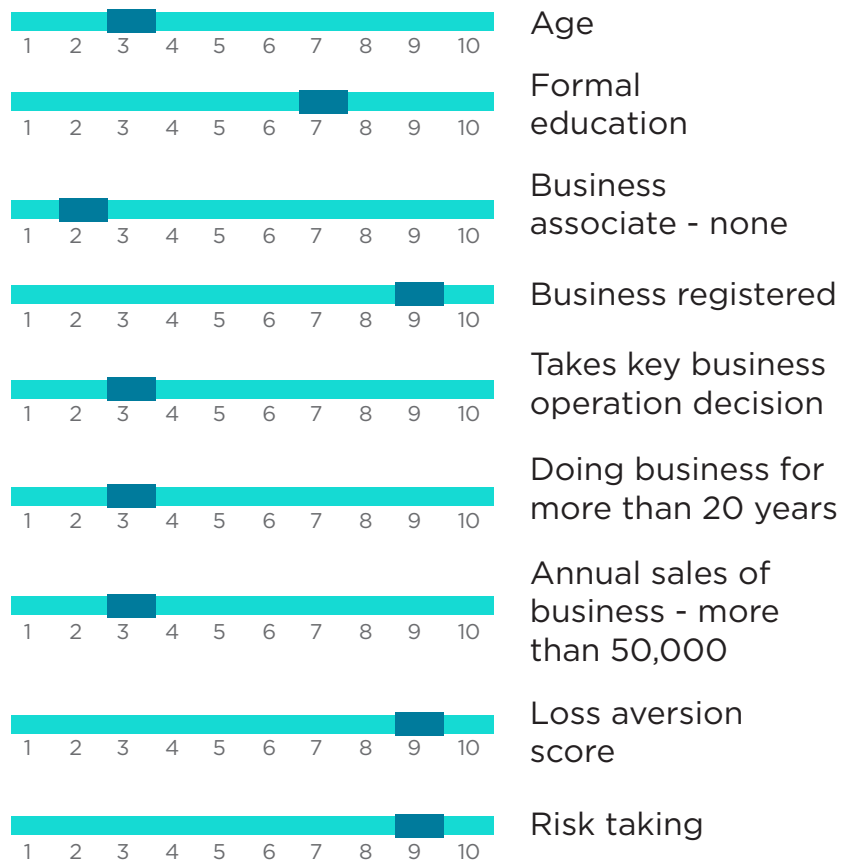 Age
1 2 3 4 5 6 7 8 9 10
Formal
education
1 2 3 4 5 6 7 8 9 10
Business
associate - none
1 2 3 4 5 6 7 8 9 10
Business registered
1 2 3 4 5 6 7 8 9 10
Takes key business
operation decision
1 2 3 4 5 6 7 8 9 10
Doing business for
more than 20 years
1 2 3 4 5 6 7 8 9 10
Annual sales of
business - more
than 50,000
1 2 3 4 5 6 7 8 9 10
Loss aversion
score
1 2 3 4 5 6 7 8 9 10
Risk taking
1 2 3 4 5 6 7 8 9 10